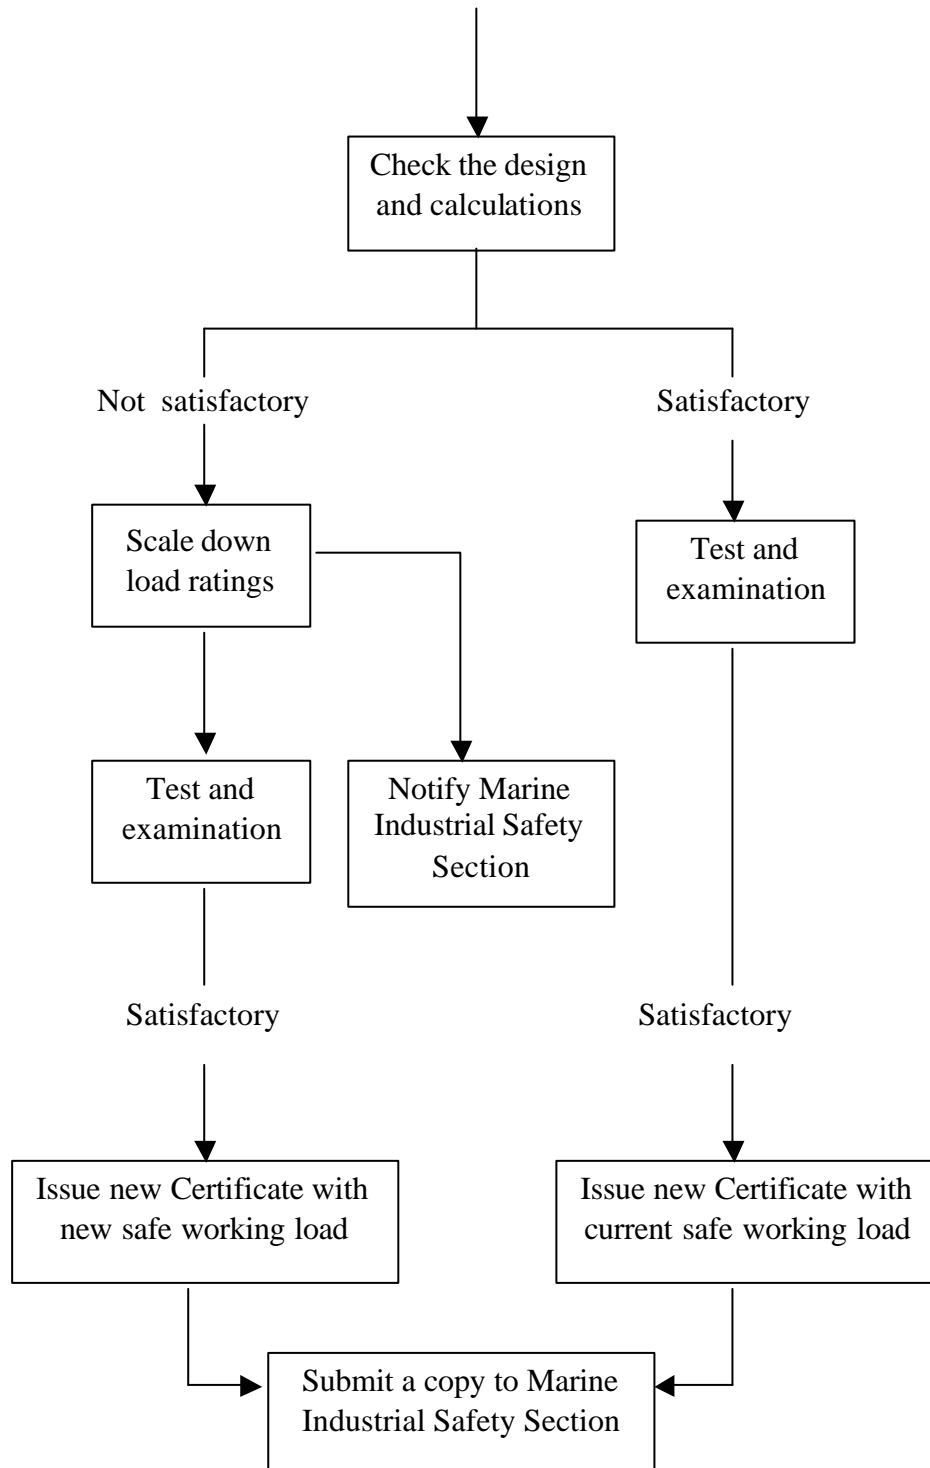 Check the design
and calculations
Not satisfactory
Satisfactory
Scale down
load ratings
Test and
examination
Test and
examination
Notify Marine
Industrial Safety
Section
Satisfactory
Satisfactory
Issue new Certificate with
new safe working load
Issue new Certificate with
current safe working load
Submit a copy to Marine
Industrial Safety Section